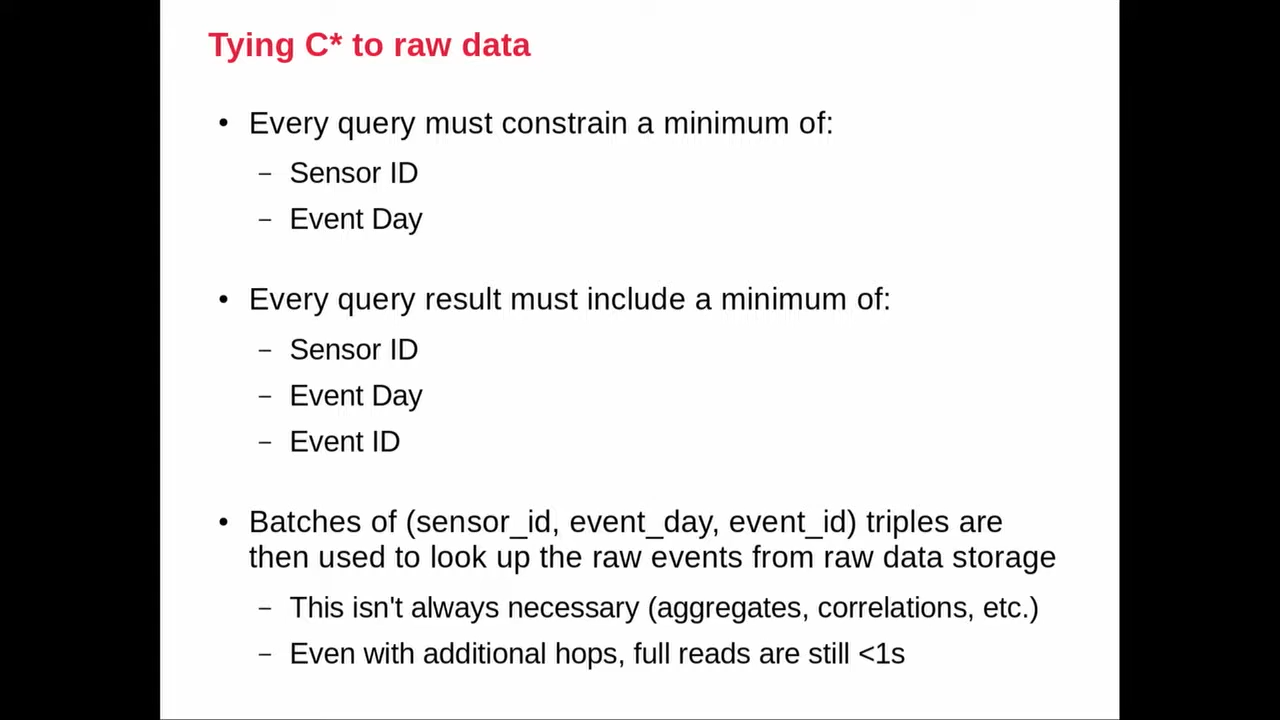 Tying C* to raw data
• Every query must constrain a minimum of:
– Sensor ID
– Event Day
• Every query result must include a minimum of:
– Sensor ID
– Event Day
– Event ID
• Batches of (sensor_id, event_day, event_id) triples are
then used to look up the raw events from raw data storage
– This isn't always necessary (aggregates, correlations, etc.)
– Even with additional hops, full reads are still <1s